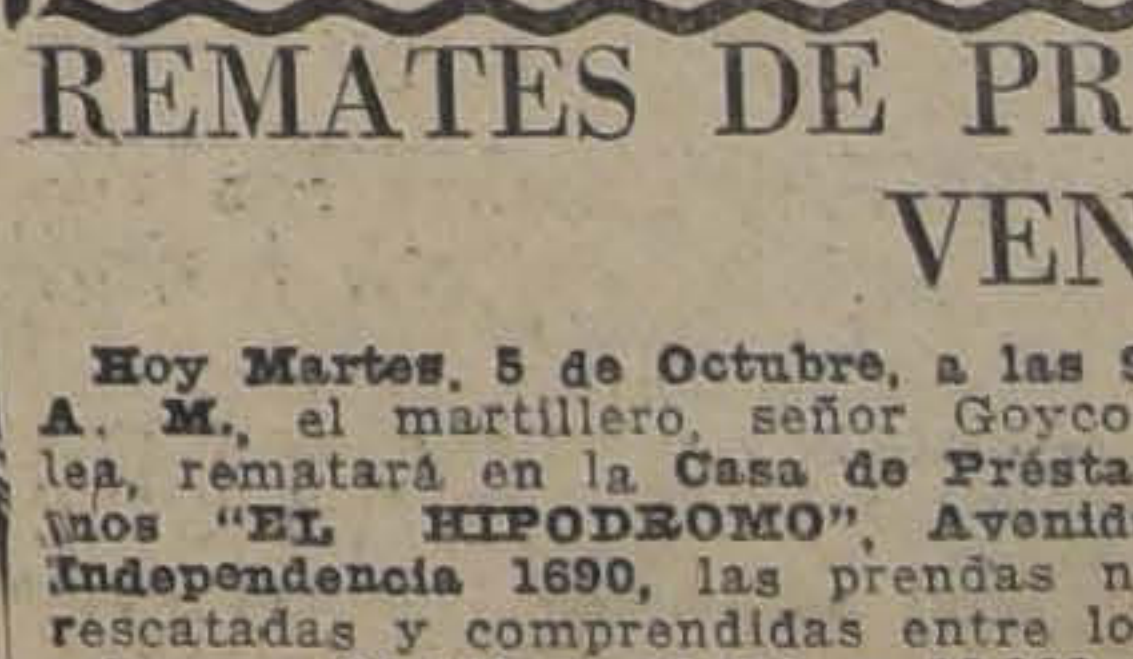 REMATES DE PR
VEN
Hoy Martes, 5 de Octubre, a las
A. M., el martillero, señor Goyco
lea, rematará en la Casa de Présta
mos "EL HIPODROMO", Avenid
Independencia 1690, las prendas n
rescatadas y comprendidas entre lo